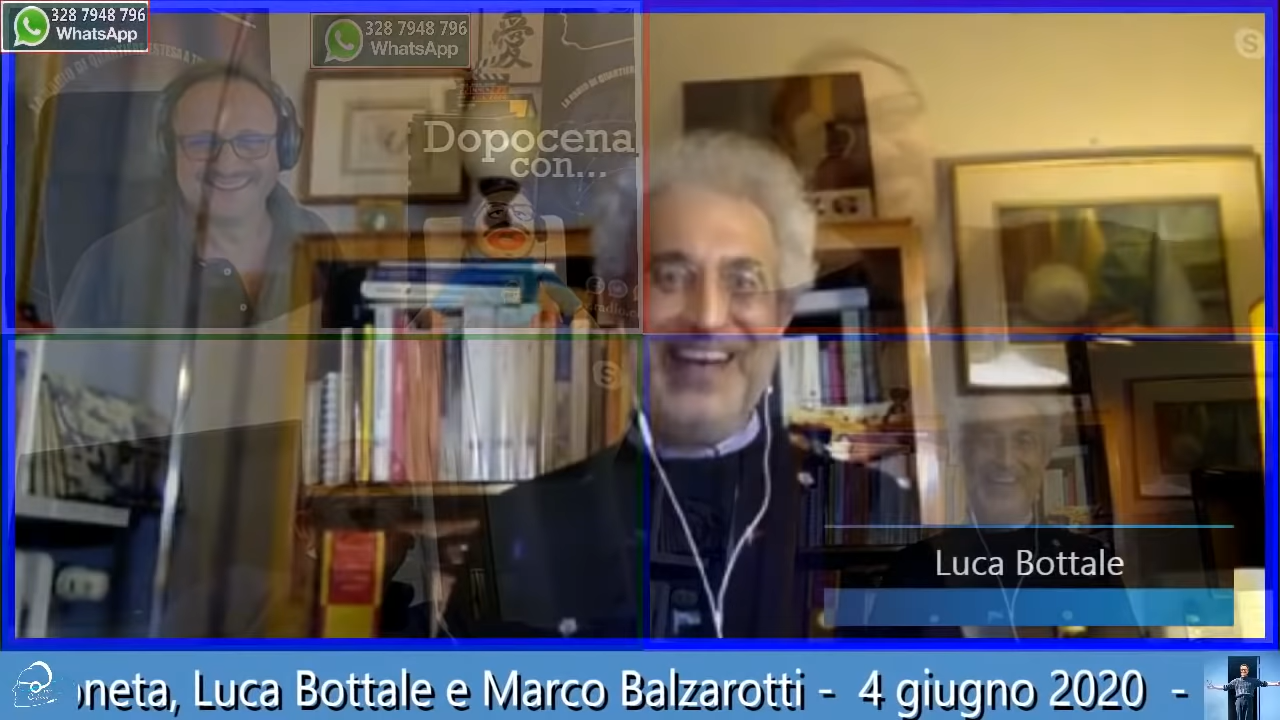 328 7948 796
WhatsApp
328 7948 796
WhatsApp
愛
Dopocena
con...
Luca Bottale
oneta, Luca Bottale e Marco Balzarotti - 4 giugno 2020 -